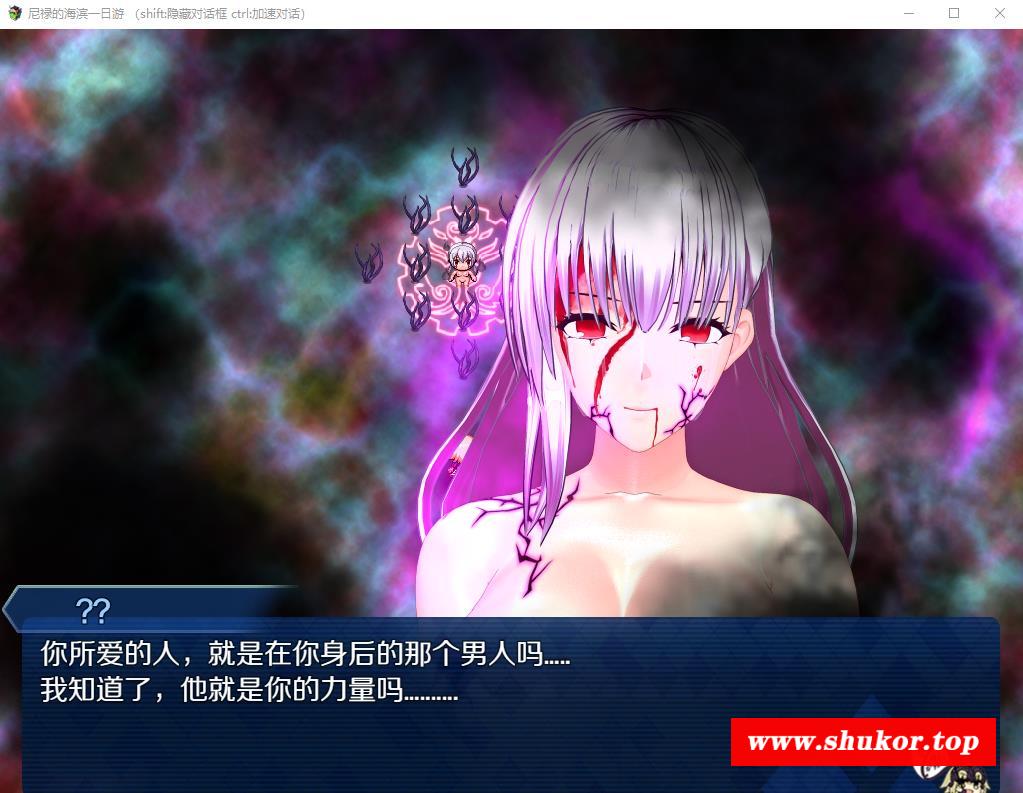 尼禄的海滨一日游 （shift:隐藏对话框 ctrl:加速对话）
??
你所爱的人，就是在你身后的那个男人吗.....
我知道了，他就是你的力量吗..........
www.shukor.top